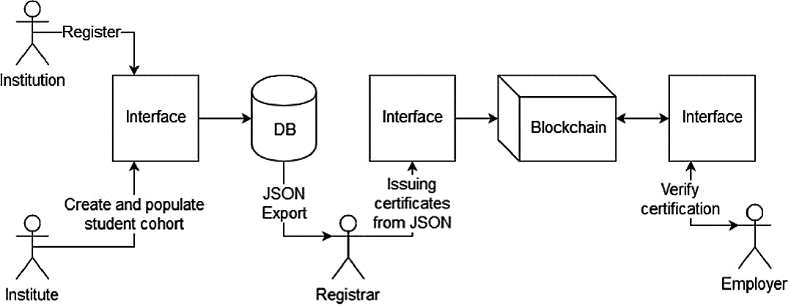 Register
Institution
Interface
DB
Interface
Blockchain
Interface
Create and populate
student cohort
JSON
Export
Issuing
certificates
from JSON
Verify
certification
Institute
Registrar
Employer